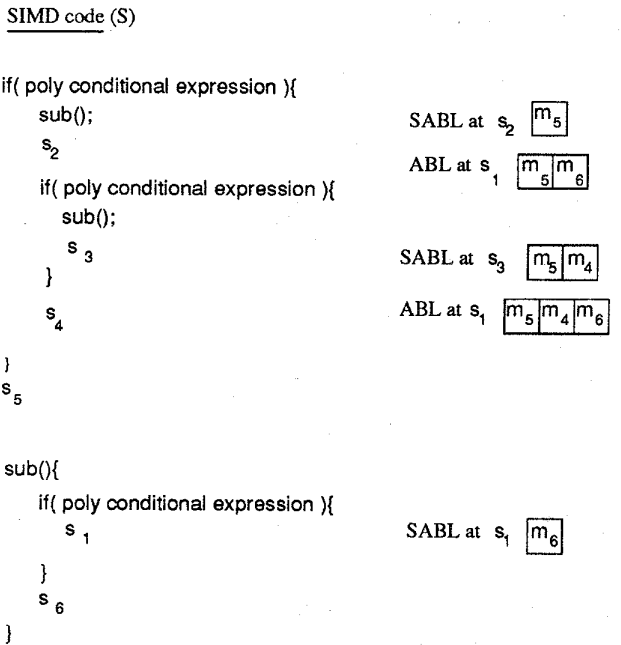 SIMD code (S)
if( poly conditional expression ){
sub();
SABL at s2 m5
s2
ABL at s1 m5 m6
if( poly conditional expression ){
sub();
s3
SABL at s3 m5 m4
}
s4
ABL at s1 m5 m4 m6
}
s5
sub(){
if( poly conditional expression ){
s1
SABL at s1 m6
}
s6
}